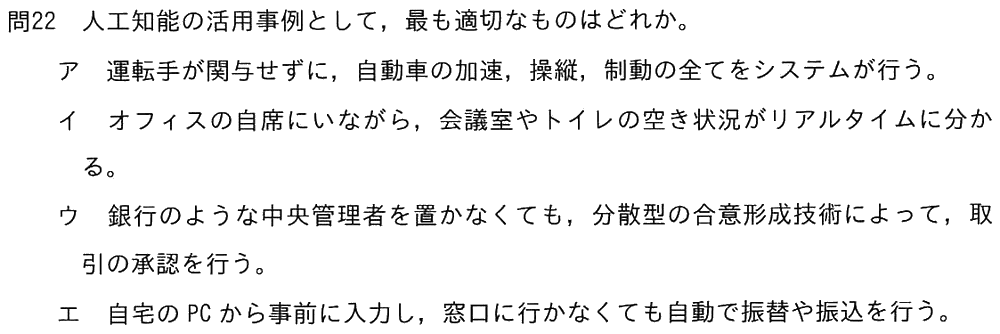 問22 人工知能の活用事例として，最も適切なものはどれか。
ア 運転手が関与せずに，自動車の加速，操縦，制動の全てをシステムが行う。
イ オフィスの自席にいながら，会議室やトイレの空き状況がリアルタイムに分か
る。
ウ 銀行のような中央管理者を置かなくても，分散型の合意形成技術によって，取
引の承認を行う。
エ 自宅の PC から事前に入力し，窓口に行かなくても自動で振替や振込を行う。